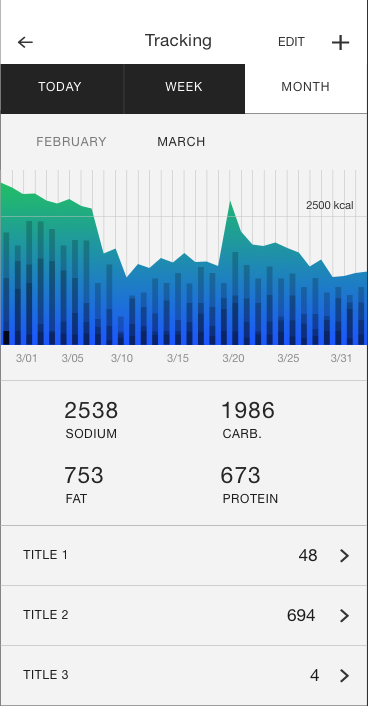 Tracking EDIT
TODAY WEEK MONTH
FEBRUARY MARCH
2500 kcal
3/01 3/05 3/10 3/15 3/20 3/25 3/31
2538 1986
SODIUM CARB.
753 673
FAT PROTEIN
TITLE 1 48
TITLE 2 694
TITLE 3 4